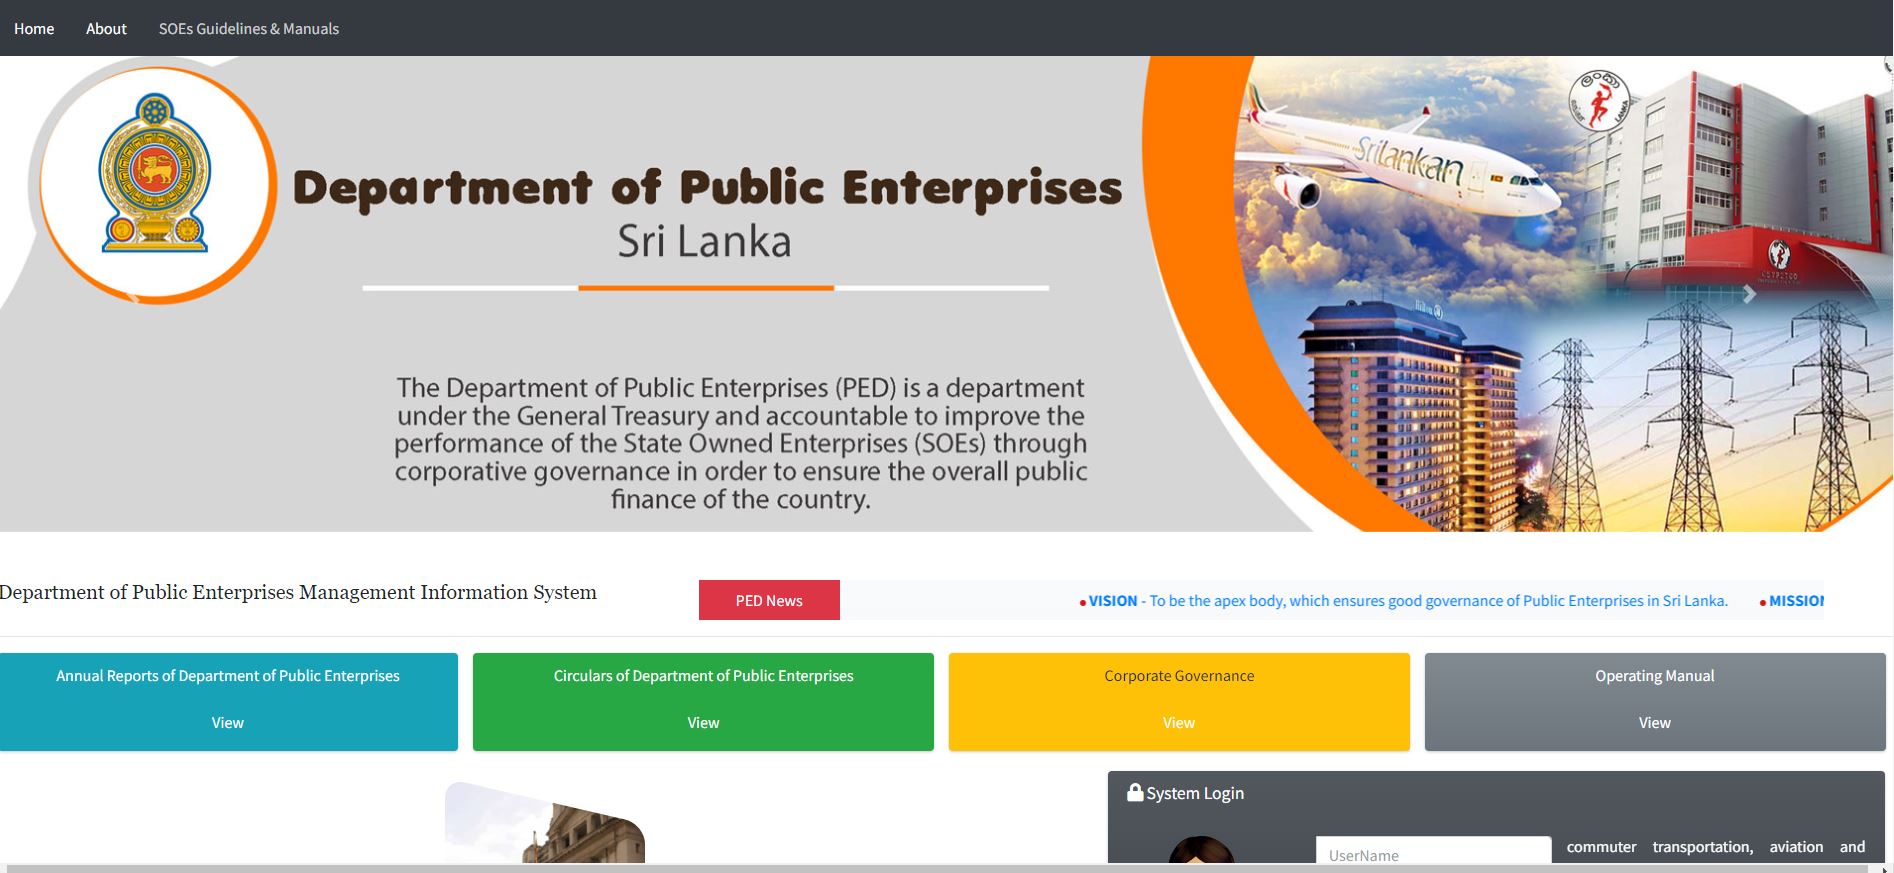 Home About SOEs Guidelines & Manuals
Department of Public Enterprises
Sri Lanka
The Department of Public Enterprises (PED) is a department
under the General Treasury and accountable to improve the
performance of the State Owned Enterprises (SOEs) through
corporative governance in order to ensure the overall public
finance of the country.
Srilankan
Hilton
Department of Public Enterprises Management Information System
PED News
VISION - To be the apex body, which ensures good governance of Public Enterprises in Sri Lanka. MISSION
Annual Reports of Department of Public Enterprises
View
Circulars of Department of Public Enterprises
View
Corporate Governance
View
Operating Manual
View
System Login
UserName
commuter transportation, aviation and